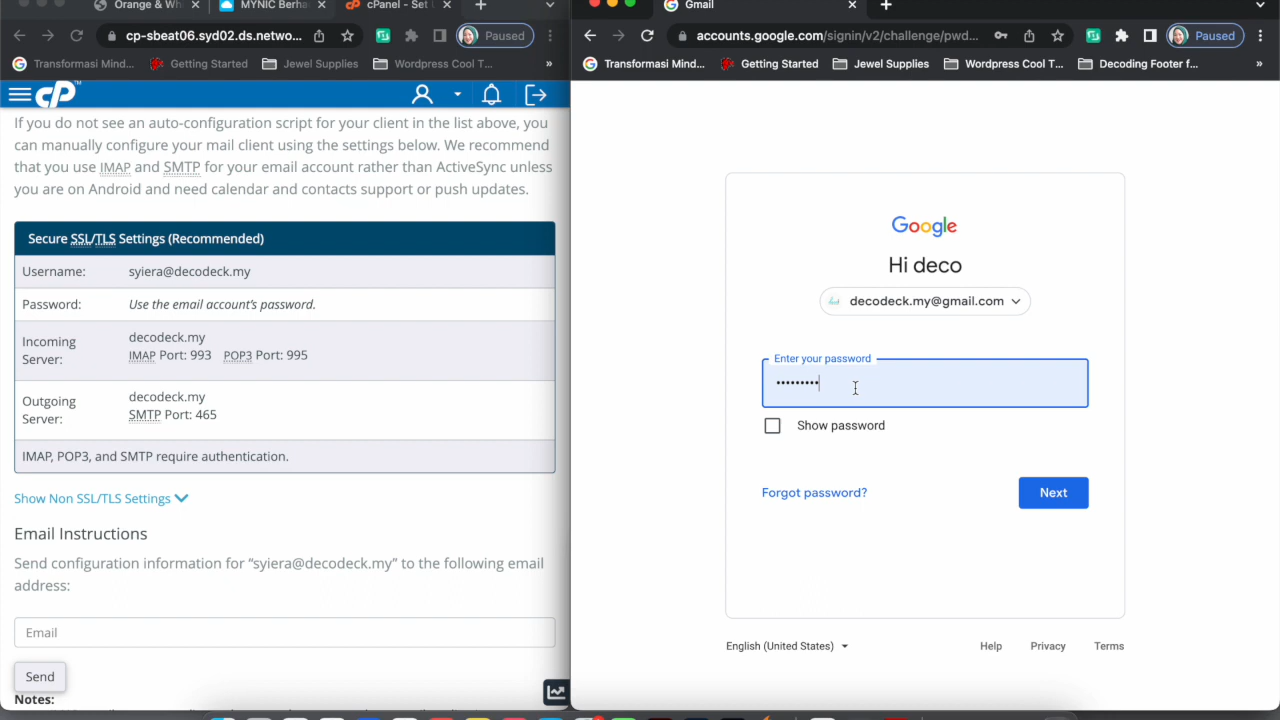 Orange & Wh
MYNIC Berha
cPanel - Set U
cp-sbeat06.syd02.ds.netwo...
Paused
Transformasi Mind...
Getting Started
Jewel Supplies
Wordpress Cool T...
»
cP
If you do not see an auto-configuration script for your client in the list above, you
can manually configure your mail client using the settings below. We recommend
that you use IMAP and SMTP for your email account rather than ActiveSync unless
you are on Android and need calendar and contacts support or push updates.
Secure SSL/TLS Settings (Recommended)
Username: syiera@decodeck.my
Password: Use the email account’s password.
Incoming Server: decodeck.my
IMAP Port: 993 POP3 Port: 995
Outgoing Server: decodeck.my
SMTP Port: 465
IMAP, POP3, and SMTP require authentication.
Show Non SSL/TLS Settings
Email Instructions
Send configuration information for “syiera@decodeck.my” to the following email
address:
Email
Send
Notes:
Gmail
accounts.google.com/signin/v2/challenge/pwd...
Paused
Transformasi Mind...
Getting Started
Jewel Supplies
Wordpress Cool T...
Decoding Footer f...
»
Google
Hi deco
decodeck.my@gmail.com
Enter your password
•••••••••
Show password
Forgot password?
Next
English (United States)
Help
Privacy
Terms